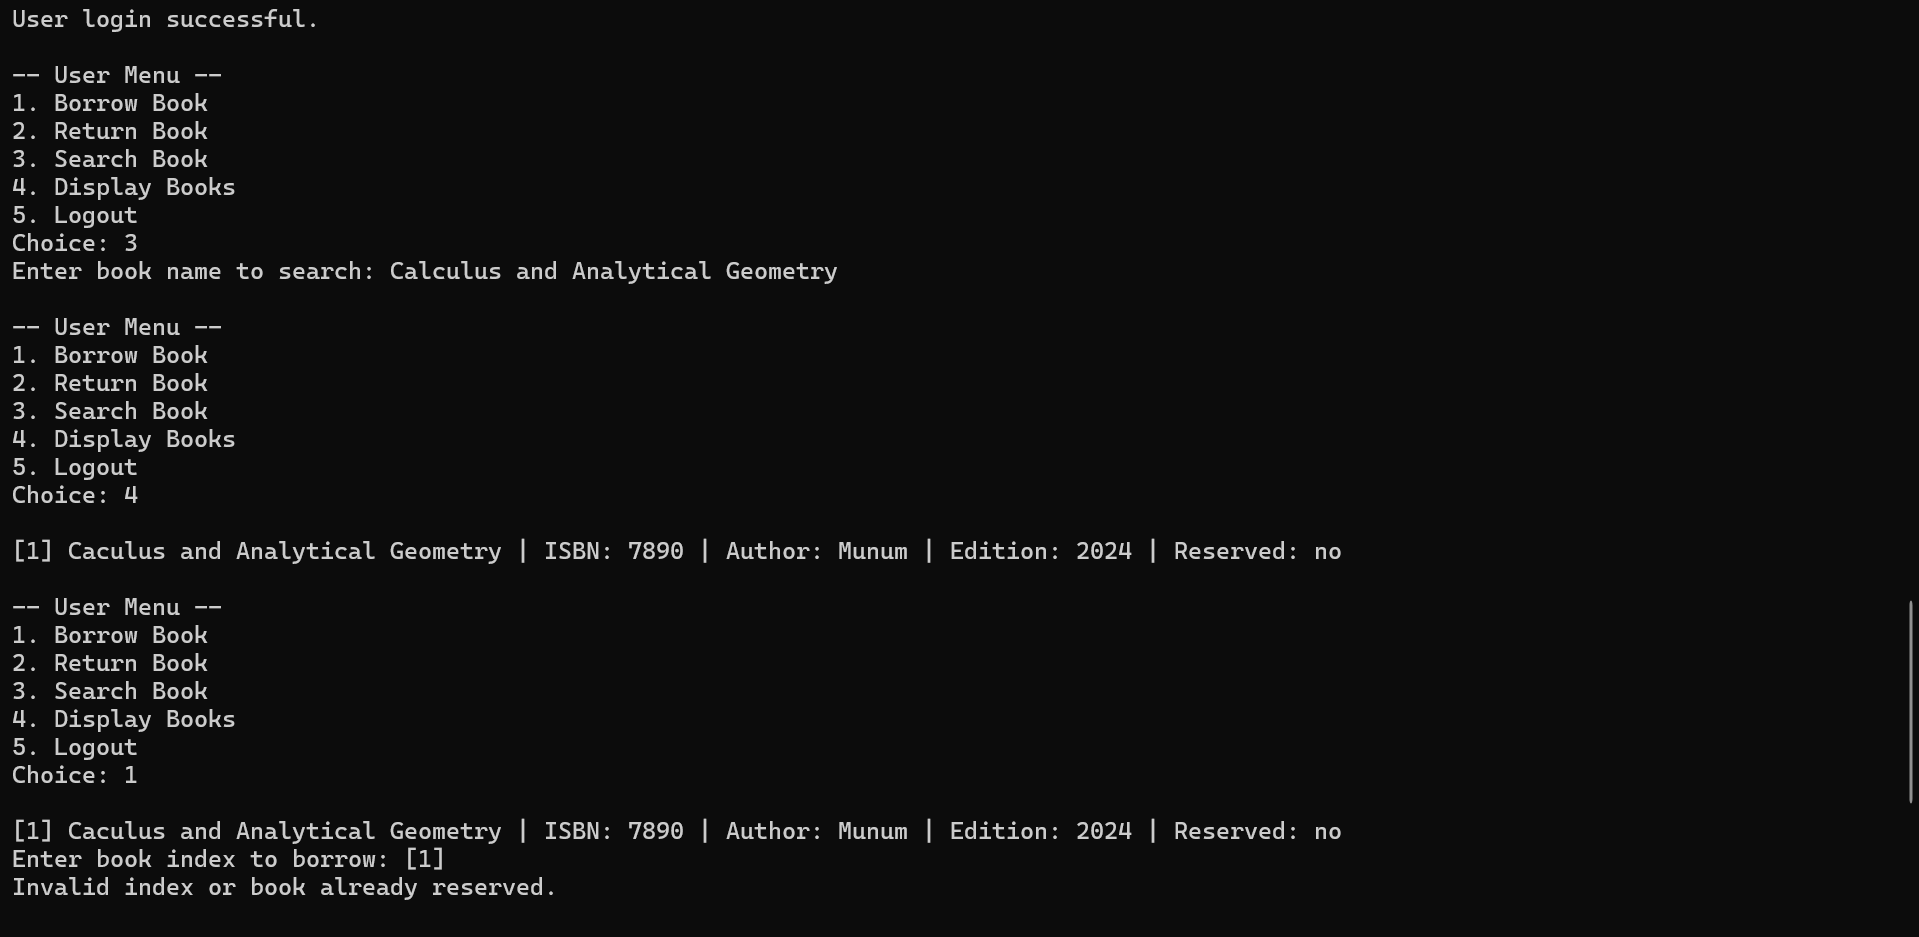 User login successful.
-- User Menu --
1. Borrow Book
2. Return Book
3. Search Book
4. Display Books
5. Logout
Choice: 3
Enter book name to search: Calculus and Analytical Geometry
-- User Menu --
1. Borrow Book
2. Return Book
3. Search Book
4. Display Books
5. Logout
Choice: 4
[1] Caculus and Analytical Geometry | ISBN: 7890 | Author: Munum | Edition: 2024 | Reserved: no
-- User Menu --
1. Borrow Book
2. Return Book
3. Search Book
4. Display Books
5. Logout
Choice: 1
[1] Caculus and Analytical Geometry | ISBN: 7890 | Author: Munum | Edition: 2024 | Reserved: no
Enter book index to borrow: [1]
Invalid index or book already reserved.